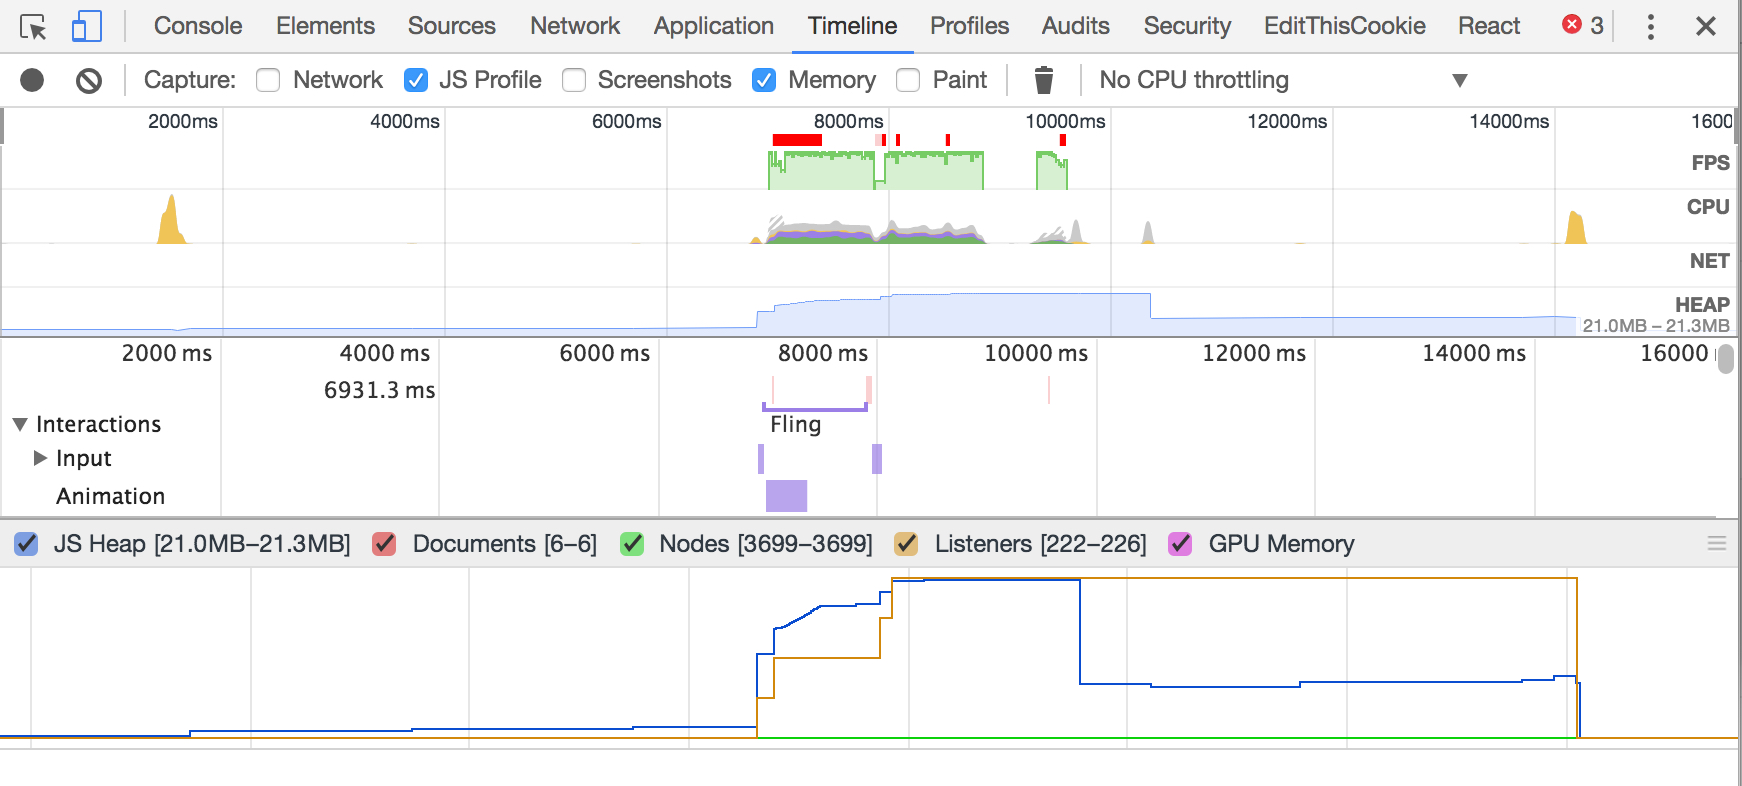 Console Elements Sources Network Application Timeline Profiles Audits Security EditThisCookie React 3
Capture: Network JS Profile Screenshots Memory Paint No CPU throttling
2000ms 4000ms 6000ms 8000ms 10000ms 12000ms 14000ms 1600
FPS
CPU
NET
HEAP
21.0MB – 21.3MB
2000 ms 4000 ms 6000 ms 8000 ms 10000 ms 12000 ms 14000 ms 16000
6931.3 ms
Interactions Fling
Input
Animation
JS Heap [21.0MB–21.3MB] Documents [6–6] Nodes [3699–3699] Listeners [222–226] GPU Memory